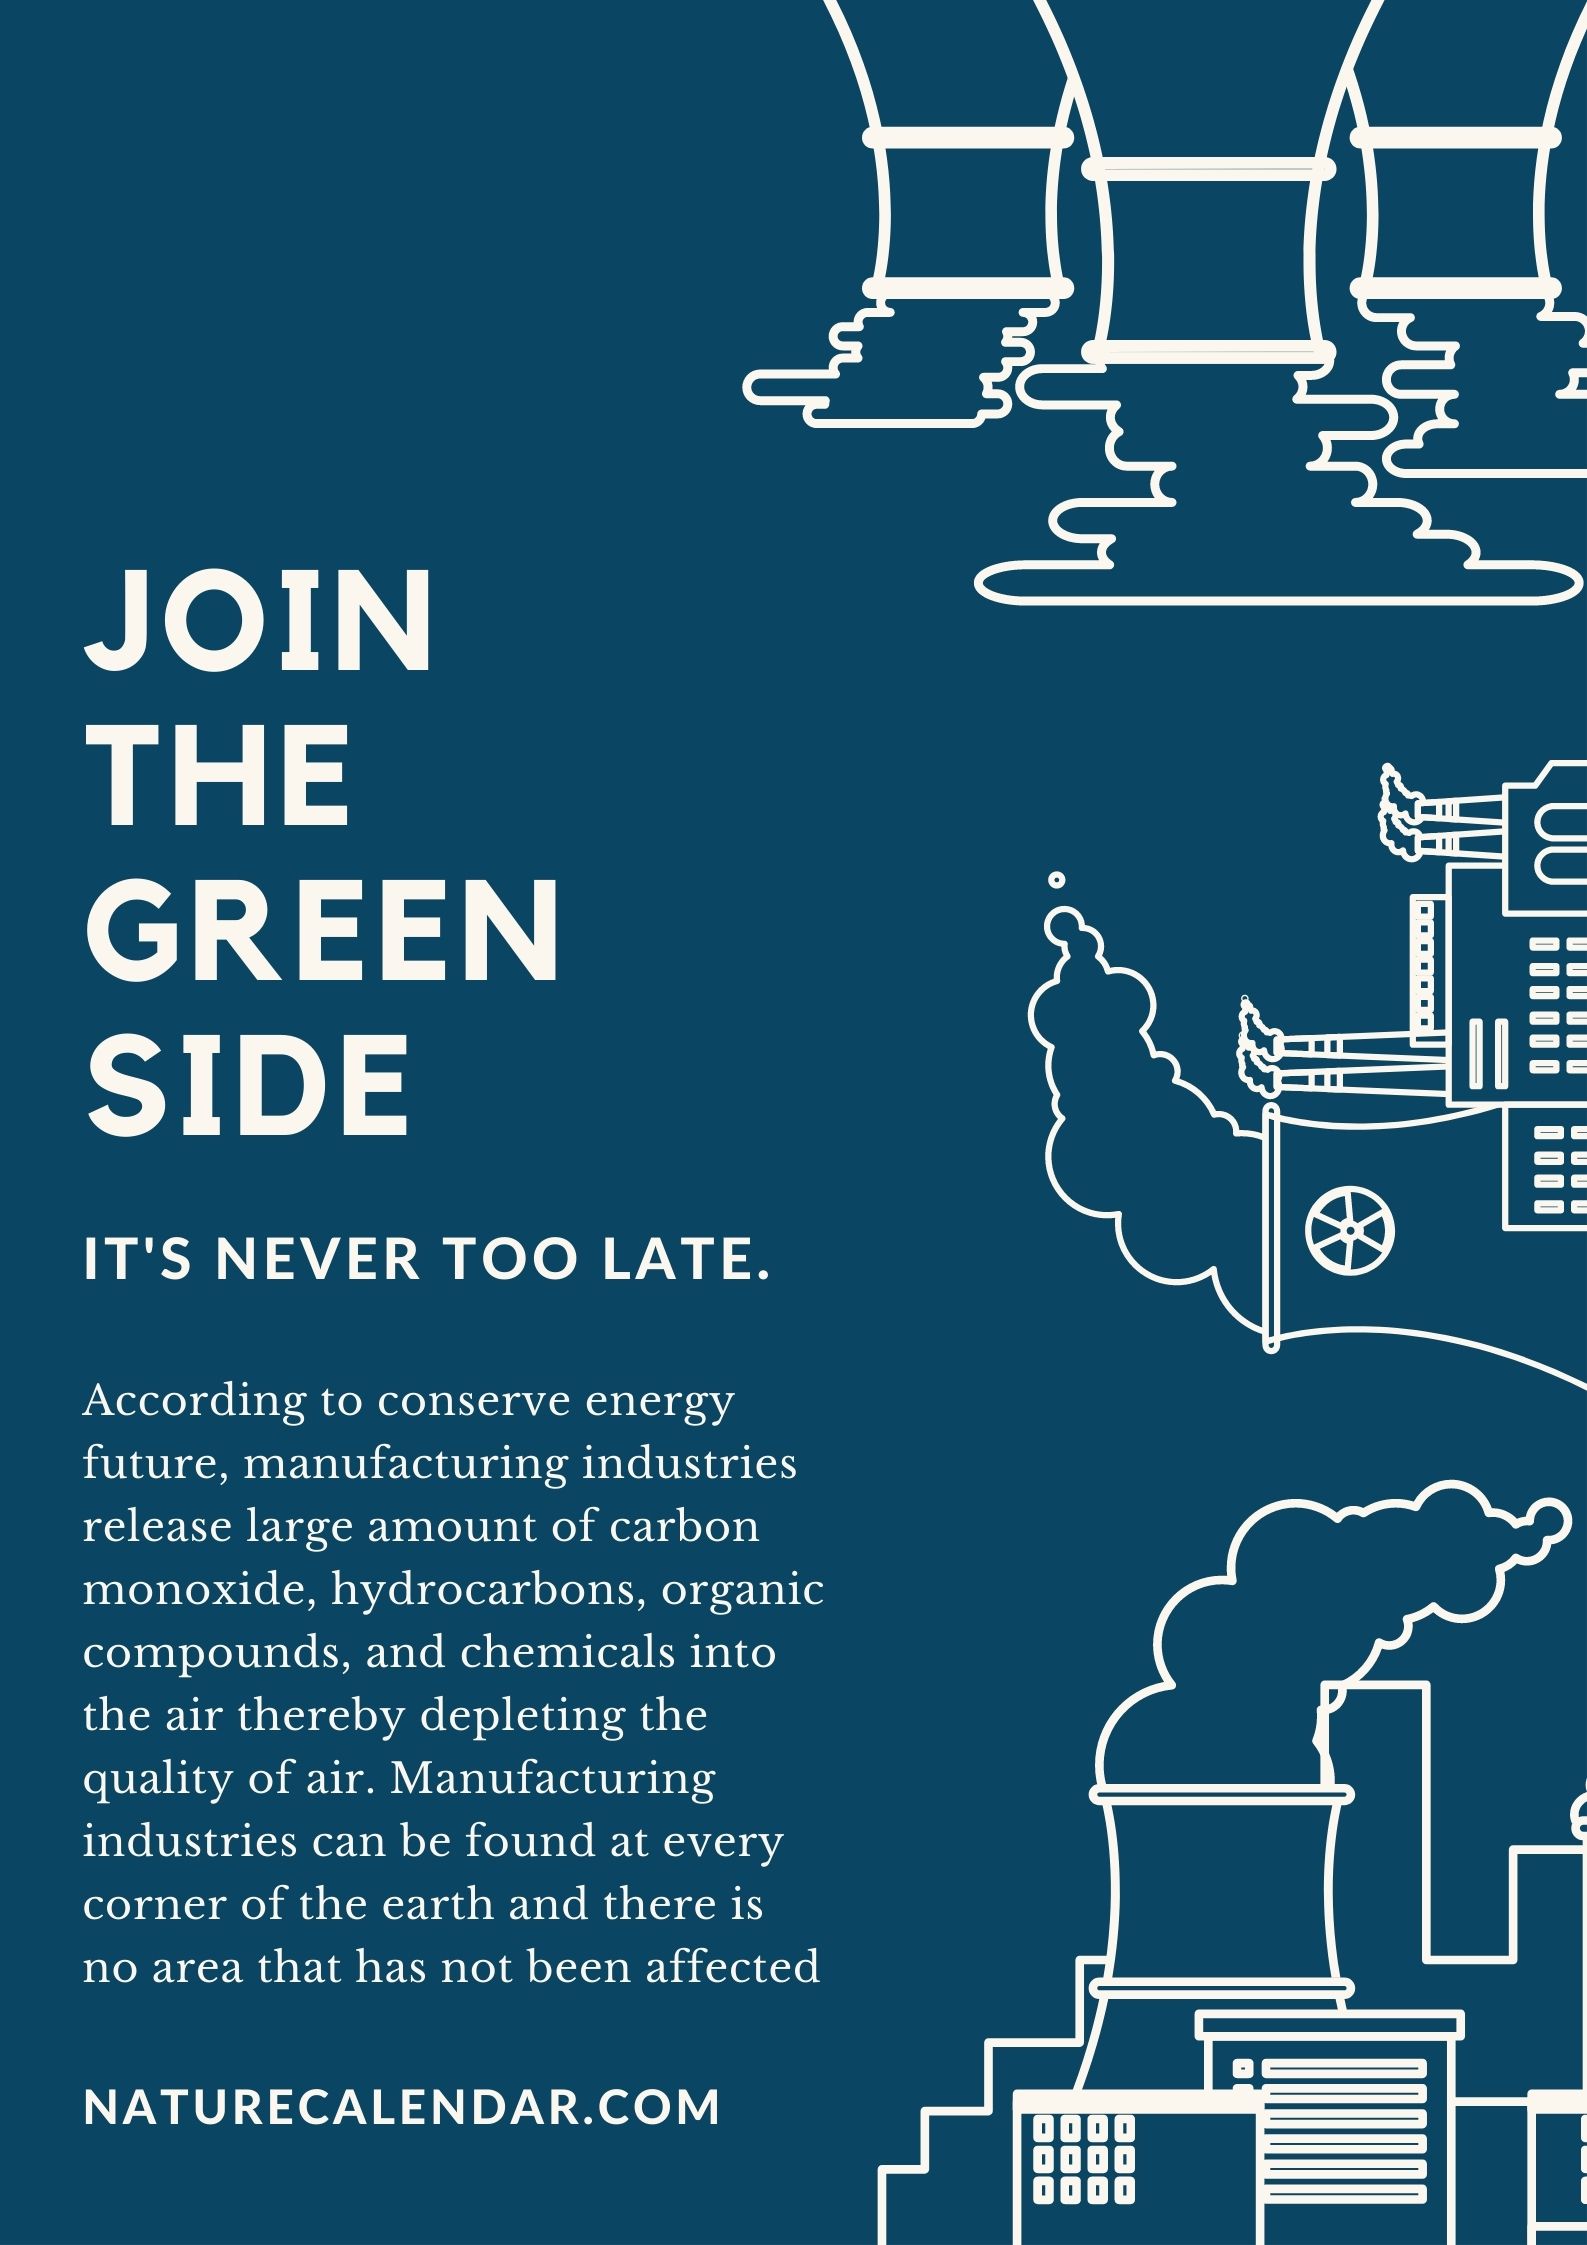 JOIN
THE
GREEN
SIDE
IT'S NEVER TOO LATE.
According to conserve energy
future, manufacturing industries
release large amount of carbon
monoxide, hydrocarbons, organic
compounds, and chemicals into
the air thereby depleting the
quality of air. Manufacturing
industries can be found at every
corner of the earth and there is
no area that has not been affected
NATURECALENDAR.COM